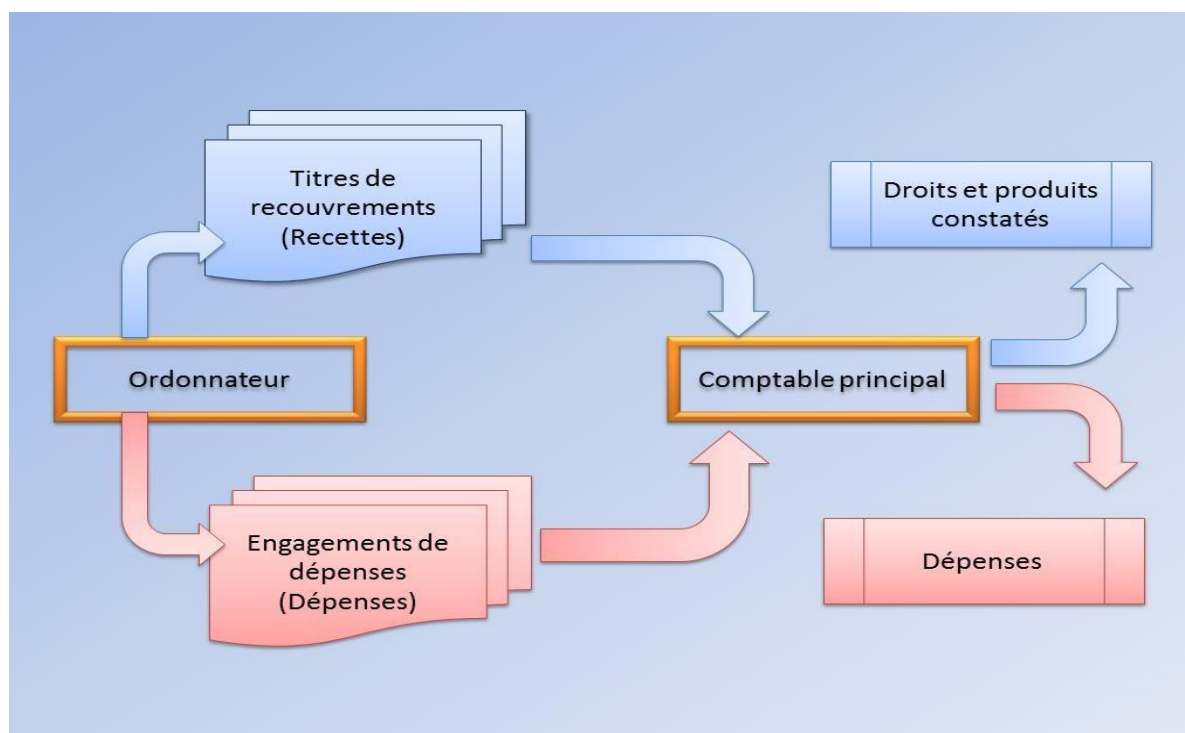 Titres de
recouvrements
(Recettes)
Droits et produits
constatés
Ordonnateur
Comptable principal
Engagements de
dépenses
(Dépenses)
Dépenses